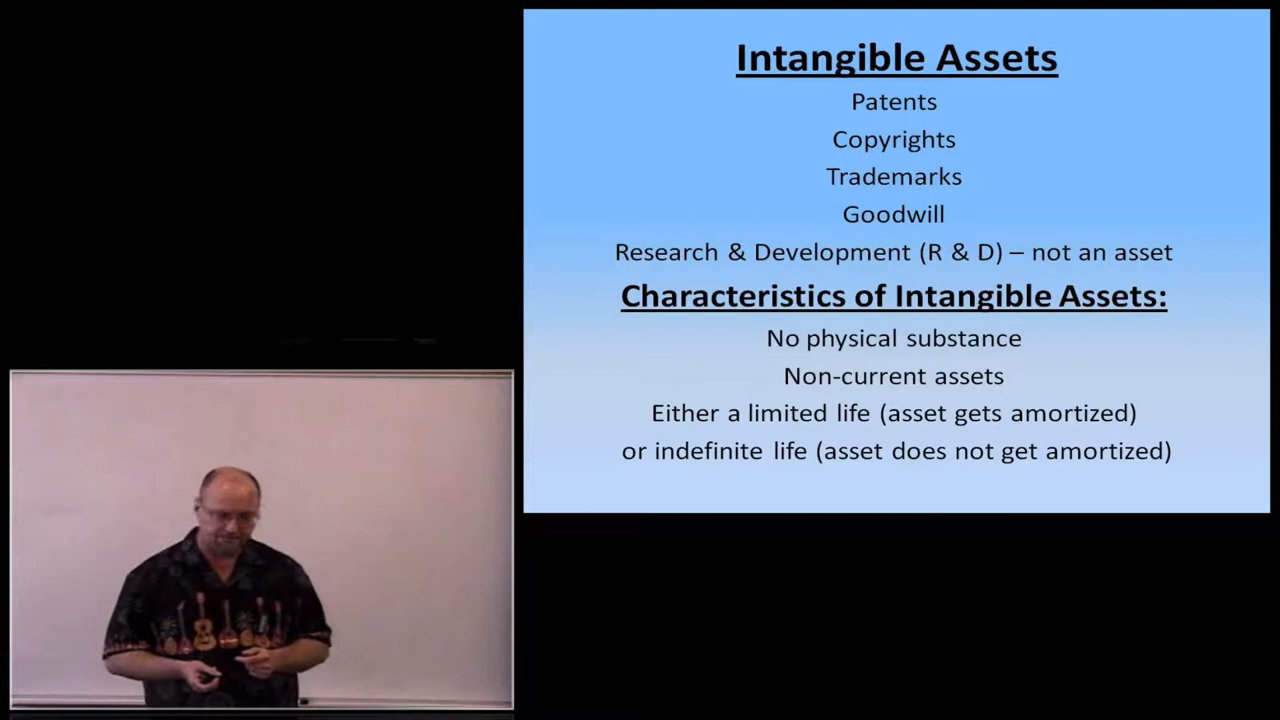 Intangible Assets
Patents
Copyrights
Trademarks
Goodwill
Research & Development (R & D) – not an asset
Characteristics of Intangible Assets:
No physical substance
Non-current assets
Either a limited life (asset gets amortized)
or indefinite life (asset does not get amortized)